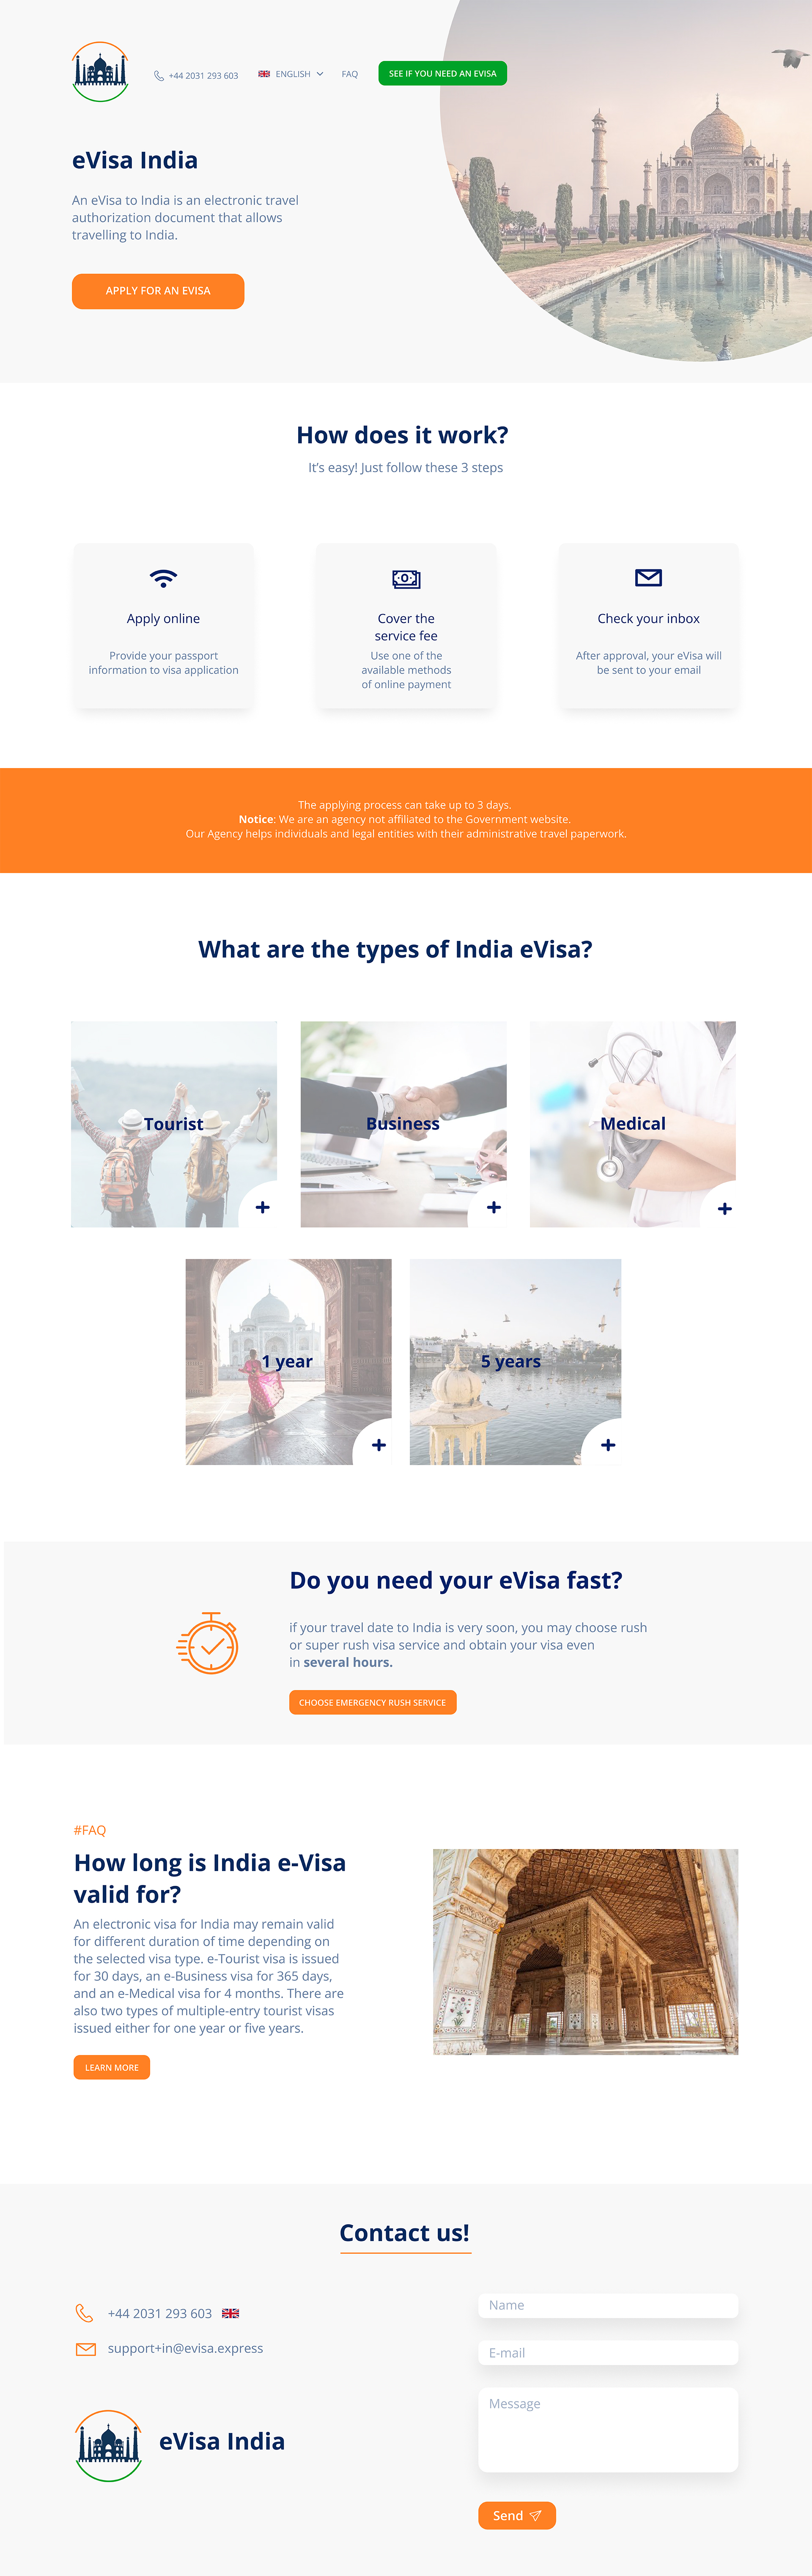 +44 2031 293 603
ENGLISH
FAQ
SEE IF YOU NEED AN EVISA
eVisa India
An eVisa to India is an electronic travel
authorization document that allows
travelling to India.
APPLY FOR AN EVISA
How does it work?
It's easy! Just follow these 3 steps
Apply online
Provide your passport
information to visa application
Cover the
service fee
Use one of the
available methods
of online payment
Check your inbox
After approval, your eVisa will
be sent to your email
The applying process can take up to 3 days.
Notice: We are an agency not affiliated to the Government website.
Our Agency helps individuals and legal entities with their administrative travel paperwork.
What are the types of India eVisa?
Tourist
Business
Medical
1 year
5 years
Do you need your eVisa fast?
if your travel date to India is very soon, you may choose rush
or super rush visa service and obtain your visa even
in several hours.
CHOOSE EMERGENCY RUSH SERVICE
#FAQ
How long is India e-Visa
valid for?
An electronic visa for India may remain valid
for different duration of time depending on
the selected visa type. e-Tourist visa is issued
for 30 days, an e-Business visa for 365 days,
and an e-Medical visa for 4 months. There are
also two types of multiple-entry tourist visas
issued either for one year or five years.
LEARN MORE
Contact us!
+44 2031 293 603
support+in@evisa.express
eVisa India
Name
E-mail
Message
Send